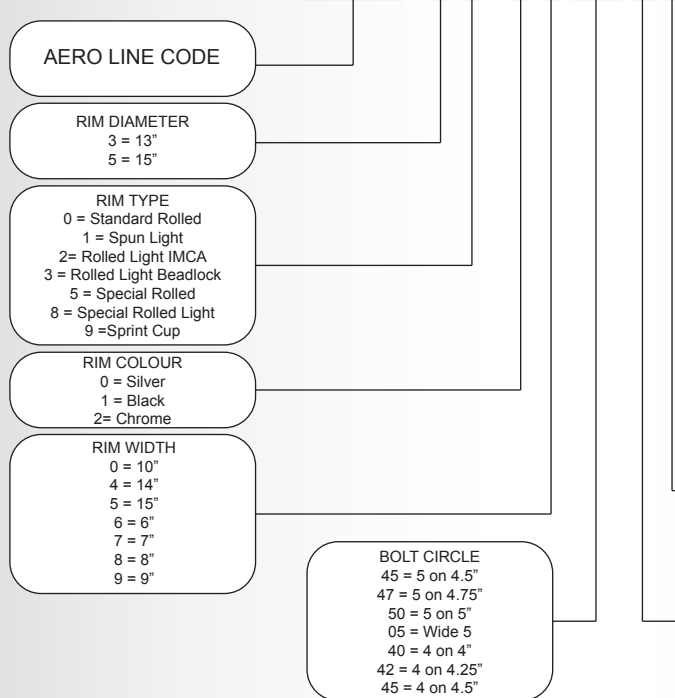 AERO LINE CODE
RIM DIAMETER
3 = 13”
5 = 15”
RIM TYPE
0 = Standard Rolled
1 = Spun Light
2= Rolled Light IMCA
3 = Rolled Light Beadlock
5 = Special Rolled
8 = Special Rolled Light
9 =Sprint Cup
RIM COLOUR
0 = Silver
1 = Black
2= Chrome
RIM WIDTH
0 = 10”
4 = 14”
5 = 15”
6 = 6”
7 = 7”
8 = 8”
9 = 9”
BOLT CIRCLE
45 = 5 on 4.5”
47 = 5 on 4.75”
50 = 5 on 5”
05 = Wide 5
40 = 4 on 4”
42 = 4 on 4.25”
45 = 4 on 4.5”